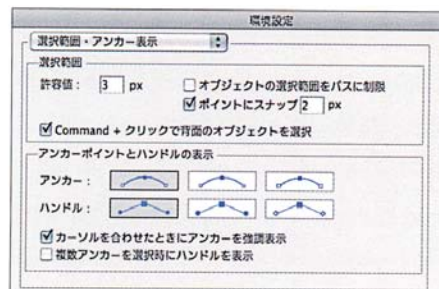 環境設定
選択範囲・アンカー表示
選択範囲
許容値： 3 px
オブジェクトの選択範囲をパスに制限
ポイントにスナップ 2 px
Command + クリックで背面のオブジェクトを選択
アンカーポイントとハンドルの表示
アンカー：
ハンドル：
カーソルを合わせたときにアンカーを強調表示
複数アンカーを選択時にハンドルを表示